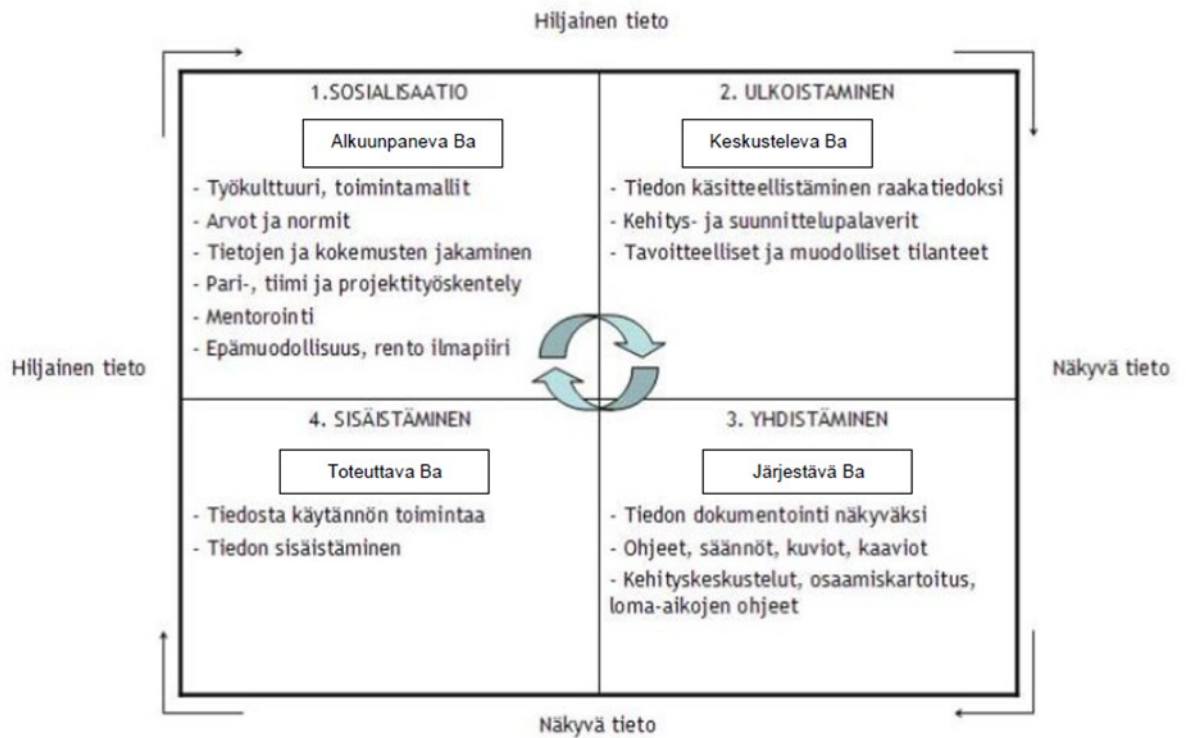 Hiljainen tieto
1.SOSIALISAATIO
Alkuunpaneva Ba
- Työkulttuuri, toimintamallit
- Arvot ja normit
- Tietojen ja kokemusten jakaminen
- Pari-, tiimi ja projektityöskentely
- Mentorointi
- Epämuodollisuus, rento ilmapiiri
2. ULKOISTAMINEN
Keskusteleva Ba
- Tiedon käsitteellistäminen raakatiedoksi
- Kehitys- ja suunnittelupalaverit
- Tavoitteelliset ja muodolliset tilanteet
Hiljainen tieto
Näkyvä tieto
4. SISÄISTÄMINEN
Toteuttava Ba
- Tiedosta käytännön toimintaa
- Tiedon sisäistäminen
3. YHDISTÄMINEN
Järjestävä Ba
- Tiedon dokumentointi näkyväksi
- Ohjeet, säännöt, kuviot, kaaviot
- Kehityskeskustelut, osaamiskartoitus,
loma-aikojen ohjeet
Näkyvä tieto